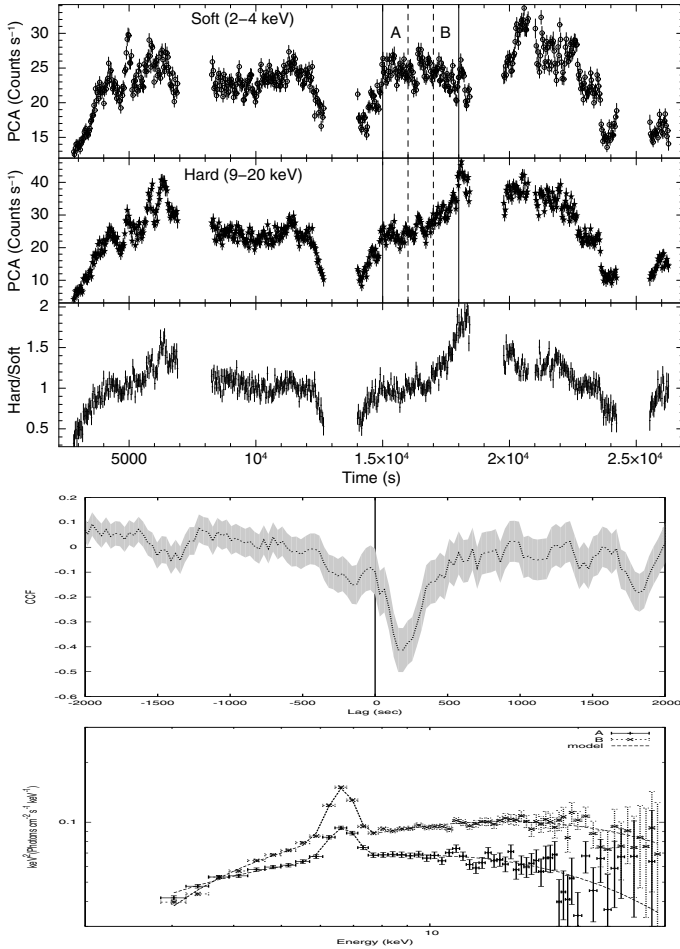 Soft (2−4 keV)
A
B
PCA (Counts s⁻¹)
30
25
20
15
Hard (9−20 keV)
PCA (Counts s⁻¹)
40
30
20
10
Hard/Soft
2
1.5
1
0.5
5000
10⁴
1.5×10⁴
2×10⁴
2.5×10⁴
Time (s)
CCF
0.2
0.1
0
-0.1
-0.2
-0.3
-0.4
-0.5
-0.6
-2000
-1500
-1000
-500
0
500
1000
1500
2000
Lag (sec)
A
B
model
keV²(Photons cm⁻² s⁻¹ keV⁻¹)
0.1
10
Energy (keV)